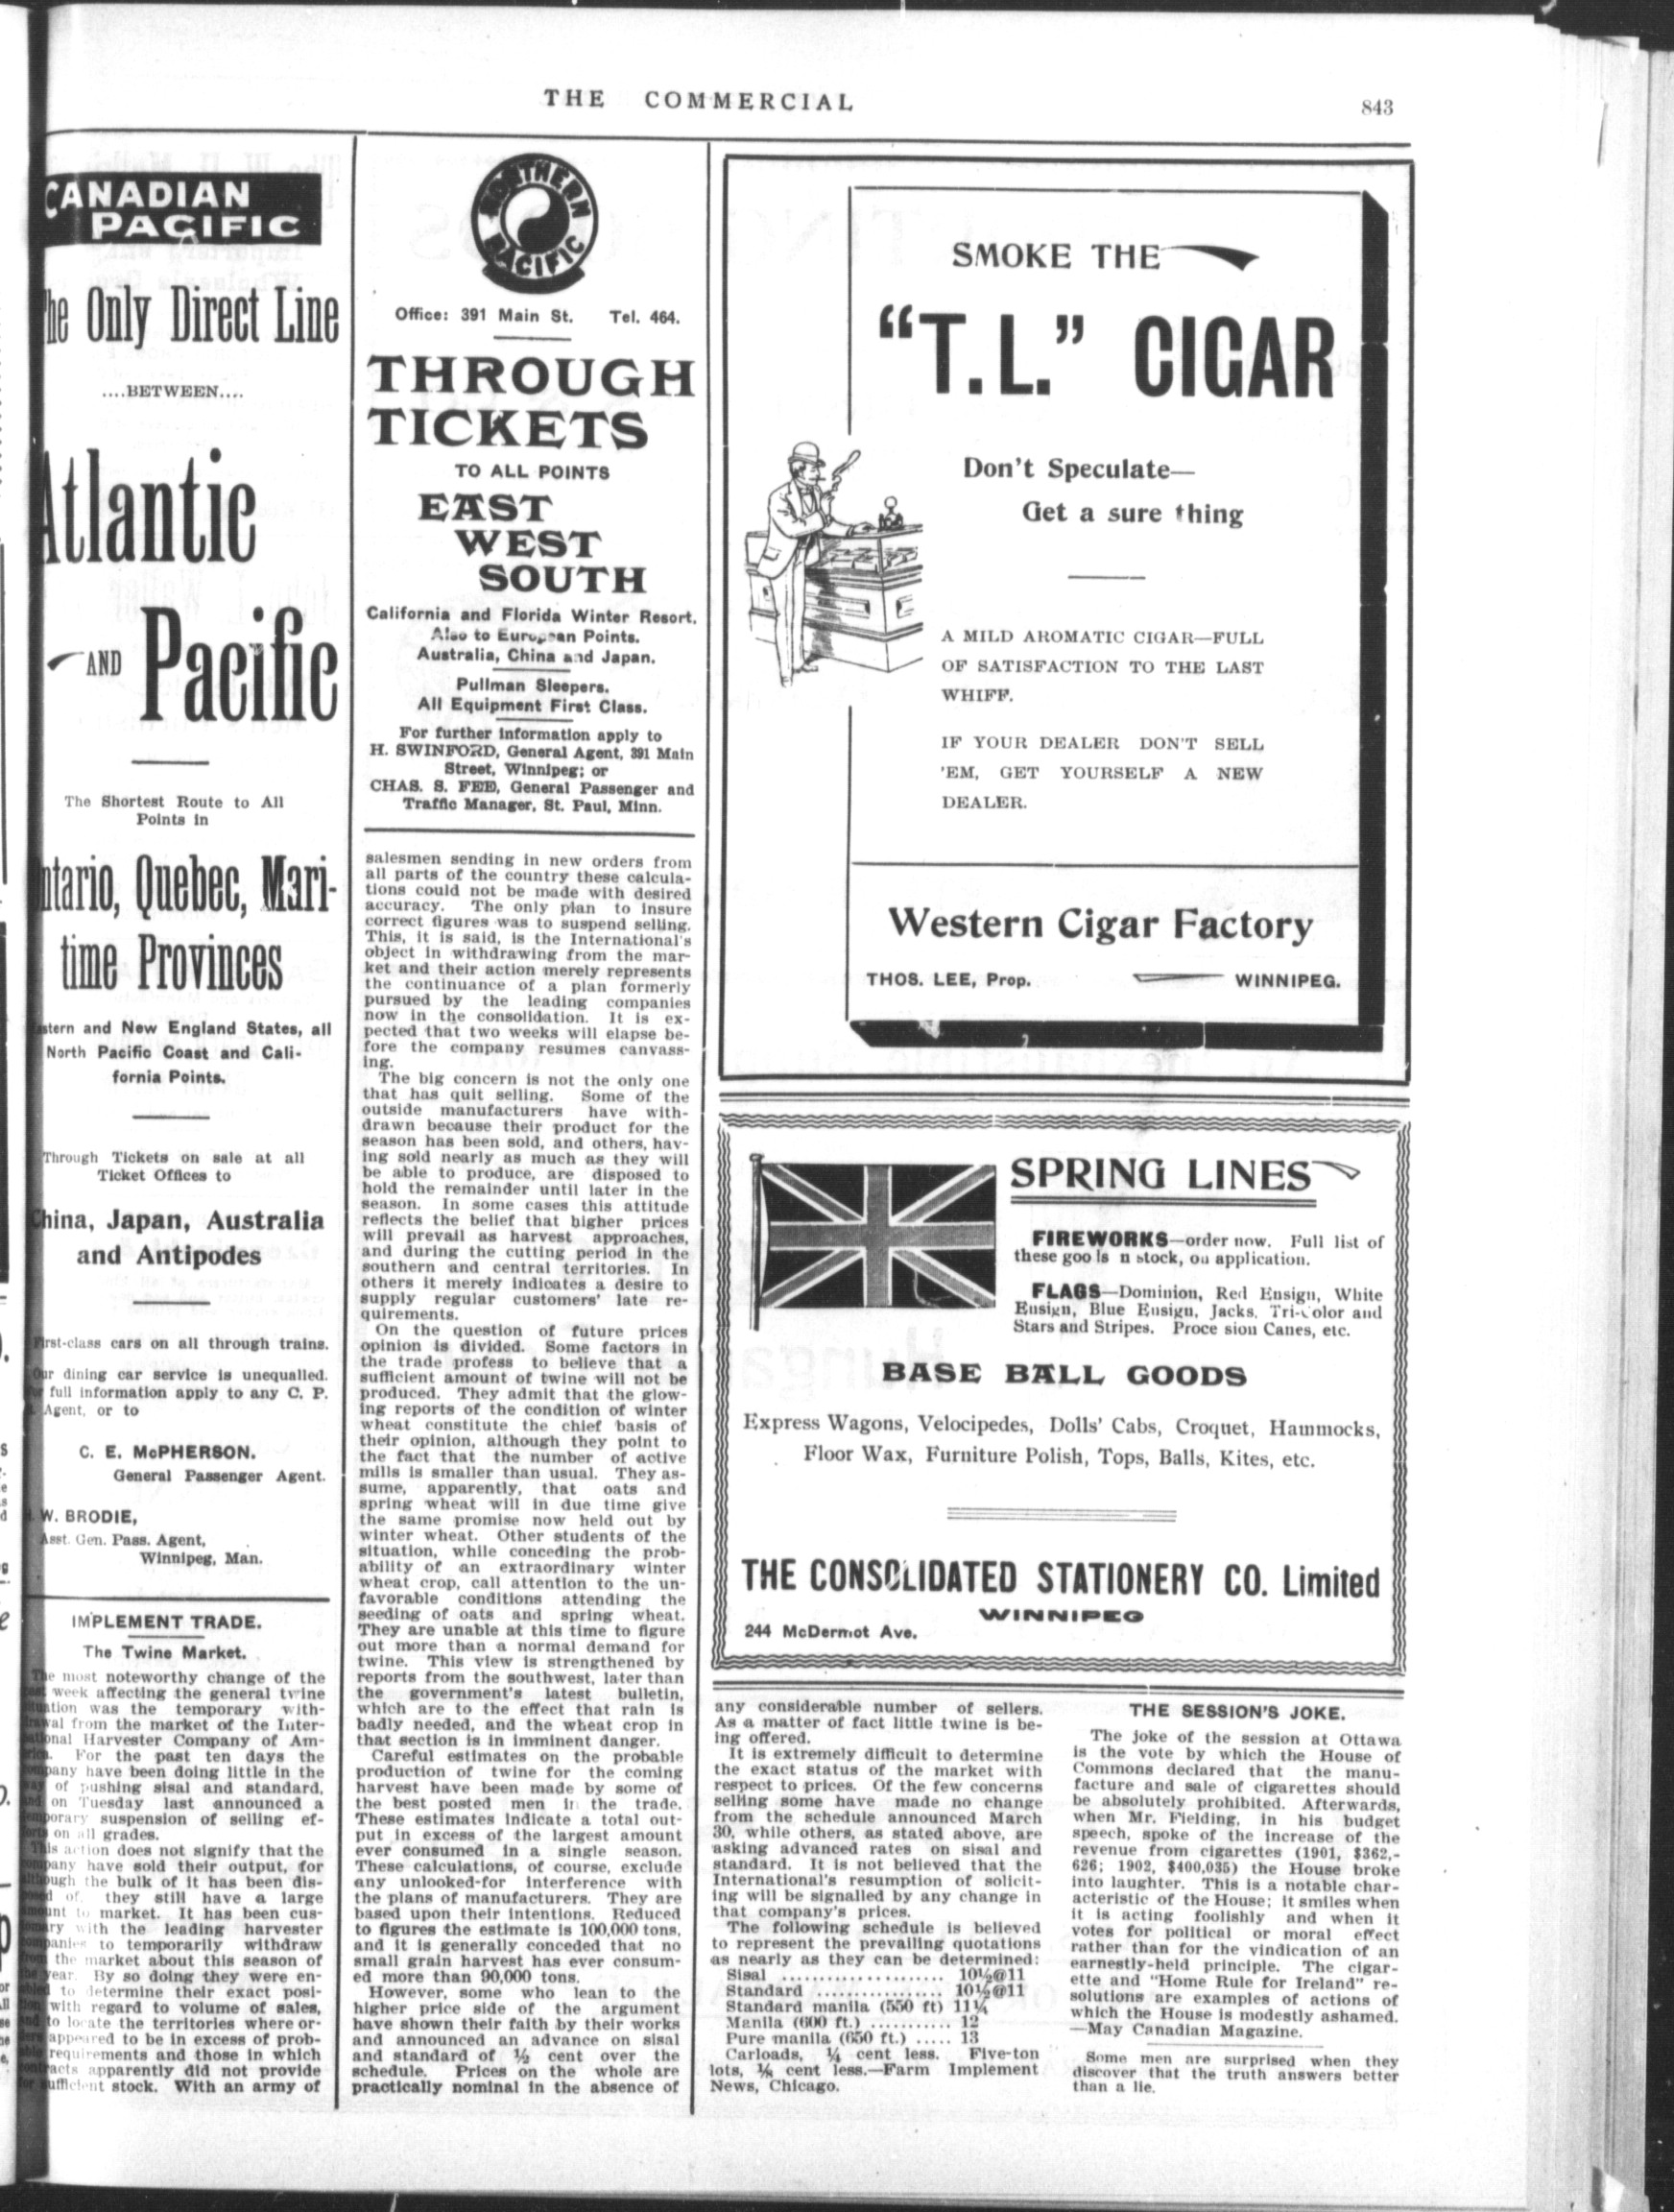 THE COMMERCIAL
843
CANADIAN
PACIFIC
he Only Direct Line
....BETWEEN....
Atlantic
AND Pacific
The Shortest Route to All
Points in
ntario, Quebec, Mari-
time Provinces
stern and New England States, all
North Pacific Coast and Cali-
fornia Points.
Through Tickets on sale at all
Ticket Offices to
China, Japan, Australia
and Antipodes
First-class cars on all through trains.
Our dining car service is unequalled.
full information apply to any C. P.
Agent, or to
C. E. McPHERSON.
General Passenger Agent.
W. BRODIE,
Asst. Gen. Pass. Agent,
Winnipeg, Man.
IMPLEMENT TRADE.
The Twine Market.
The most noteworthy change of the
week affecting the general twine
was the temporary with-
from the market of the Inter-
Harvester Company of Am-
For the past ten days the
have been doing little in the
of pushing sisal and standard,
on Tuesday last announced a
suspension of selling ef-
on all grades.
This action does not signify that the
have sold their output, for
the bulk of it has been dis-
of, they still have a large
to market. It has been cus-
with the leading harvester
to temporarily withdraw
the market about this season of
year. By so doing they were en-
to determine their exact posi-
with regard to volume of sales,
to locate the territories where or-
appeared to be in excess of prob-
requirements and those in which
apparently did not provide
sufficient stock. With an army of
NORTHERN
PACIFIC
Office: 391 Main St. Tel. 464.
THROUGH
TICKETS
TO ALL POINTS
EAST
WEST
SOUTH
California and Florida Winter Resort,
Also to European Points.
Australia, China and Japan.
Pullman Sleepers.
All Equipment First Class.
For further information apply to
H. SWINFORD, General Agent, 391 Main
Street, Winnipeg; or
CHAS. S. FEE, General Passenger and
Traffic Manager, St. Paul, Minn.
salesmen sending in new orders from
all parts of the country these calcula-
tions could not be made with desired
accuracy. The only plan to insure
correct figures was to suspend selling.
This, it is said, is the International's
object in withdrawing from the mar-
ket and their action merely represents
the continuance of a plan formerly
pursued by the leading companies
now in the consolidation. It is ex-
pected that two weeks will elapse be-
fore the company resumes canvass-
ing.
The big concern is not the only one
that has quit selling. Some of the
outside manufacturers have with-
drawn because their product for the
season has been sold, and others, hav-
ing sold nearly as much as they will
be able to produce, are disposed to
hold the remainder until later in the
season. In some cases this attitude
reflects the belief that higher prices
will prevail as harvest approaches,
and during the cutting period in the
southern and central territories. In
others it merely indicates a desire to
supply regular customers' late re-
quirements.
On the question of future prices
opinion is divided. Some factors in
the trade profess to believe that a
sufficient amount of twine will not be
produced. They admit that the glow-
ing reports of the condition of winter
wheat constitute the chief basis of
their opinion, although they point to
the fact that the number of active
mills is smaller than usual. They as-
sume, apparently, that oats and
spring wheat will in due time give
the same promise now held out by
winter wheat. Other students of the
situation, while conceding the prob-
ability of an extraordinary winter
wheat crop, call attention to the un-
favorable conditions attending the
seeding of oats and spring wheat.
They are unable at this time to figure
out more than a normal demand for
twine. This view is strengthened by
reports from the southwest, later than
the government's latest bulletin,
which are to the effect that rain is
badly needed, and the wheat crop in
that section is in imminent danger.
Careful estimates on the probable
production of twine for the coming
harvest have been made by some of
the best posted men in the trade.
These estimates indicate a total out-
put in excess of the largest amount
ever consumed in a single season.
These calculations, of course, exclude
any unlooked-for interference with
the plans of manufacturers. They are
based upon their intentions. Reduced
to figures the estimate is 100,000 tons,
and it is generally conceded that no
small grain harvest has ever consum-
ed more than 90,000 tons.
However, some who lean to the
higher price side of the argument
have shown their faith by their works
and announced an advance on sisal
and standard of ½ cent over the
schedule. Prices on the whole are
practically nominal in the absence of
SMOKE THE
"T.L." CIGAR
Don't Speculate—
Get a sure thing
A MILD AROMATIC CIGAR—FULL
OF SATISFACTION TO THE LAST
WHIFF.
IF YOUR DEALER DON'T SELL
'EM, GET YOURSELF A NEW
DEALER.
Western Cigar Factory
THOS. LEE, Prop. WINNIPEG.
SPRING LINES
FIREWORKS—order now. Full list of
these goo ls n stock, on application.
FLAGS—Dominion, Red Ensign, White
Ensign, Blue Ensign, Jacks, Tri-Color and
Stars and Stripes. Proce sion Canes, etc.
BASE BALL GOODS
Express Wagons, Velocipedes, Dolls' Cabs, Croquet, Hammocks,
Floor Wax, Furniture Polish, Tops, Balls, Kites, etc.
THE CONSOLIDATED STATIONERY CO. Limited
WINNIPEG
244 McDermot Ave.
any considerable number of sellers.
As a matter of fact little twine is be-
ing offered.
It is extremely difficult to determine
the exact status of the market with
respect to prices. Of the few concerns
selling some have made no change
from the schedule announced March
30, while others, as stated above, are
asking advanced rates on sisal and
standard. It is not believed that the
International's resumption of solicit-
ing will be signalled by any change in
that company's prices.
The following schedule is believed
to represent the prevailing quotations
as nearly as they can be determined:
Sisal ..................... 10½@11
Standard ................. 10½@11
Standard manila (550 ft) 11¼
Manila (600 ft.) ........... 12
Pure manila (650 ft.) ..... 13
Carloads, ¼ cent less. Five-ton
lots, ⅛ cent less.—Farm Implement
News, Chicago.
THE SESSION'S JOKE.
The joke of the session at Ottawa
is the vote by which the House of
Commons declared that the manu-
facture and sale of cigarettes should
be absolutely prohibited. Afterwards,
when Mr. Fielding, in his budget
speech, spoke of the increase of the
revenue from cigarettes (1901, $362,-
626; 1902, $400,035) the House broke
into laughter. This is a notable char-
acteristic of the House; it smiles when
it is acting foolishly and when it
votes for political or moral effect
rather than for the vindication of an
earnestly-held principle. The cigar-
ette and "Home Rule for Ireland" re-
solutions are examples of actions of
which the House is modestly ashamed.
—May Canadian Magazine.
Some men are surprised when they
discover that the truth answers better
than a lie.